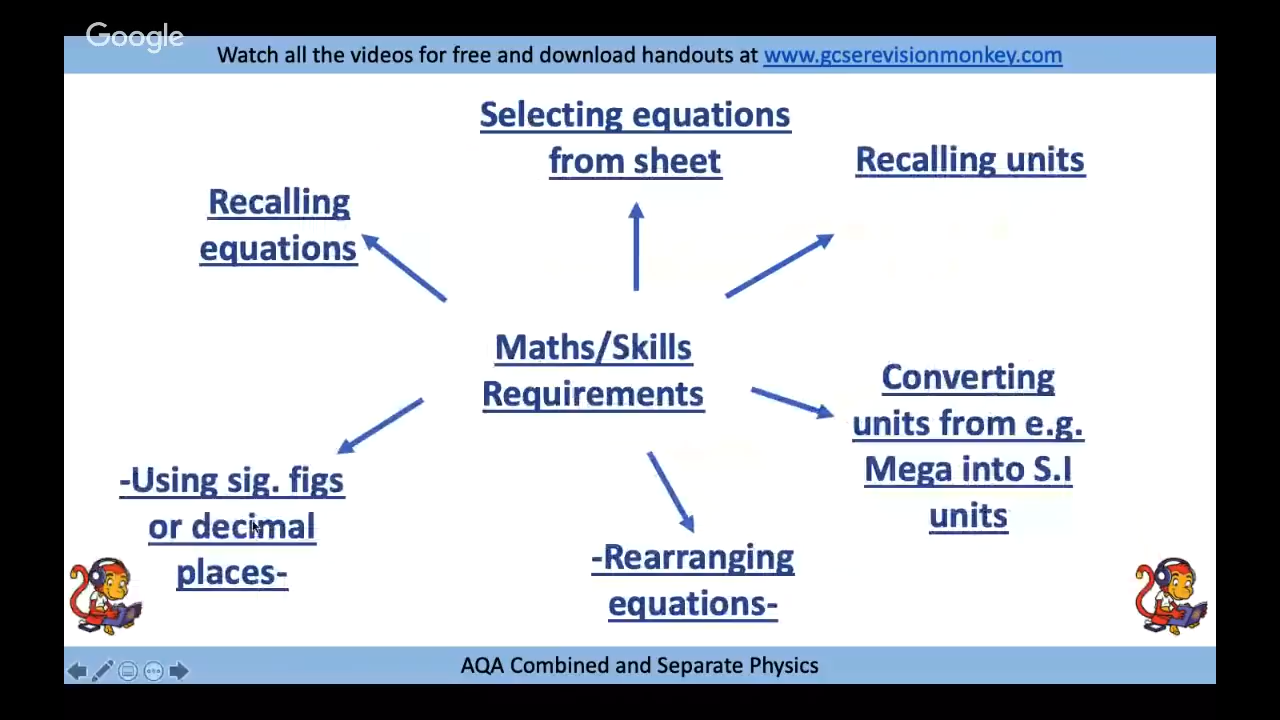 Google
Watch all the videos for free and download handouts at www.gcserevisionmonkey.com
Selecting equations
from sheet
Recalling units
Recalling
equations
Maths/Skills
Requirements
Converting
units from e.g.
Mega into S.I
units
-Using sig. figs
or decimal
places-
-Rearranging
equations-
AQA Combined and Separate Physics